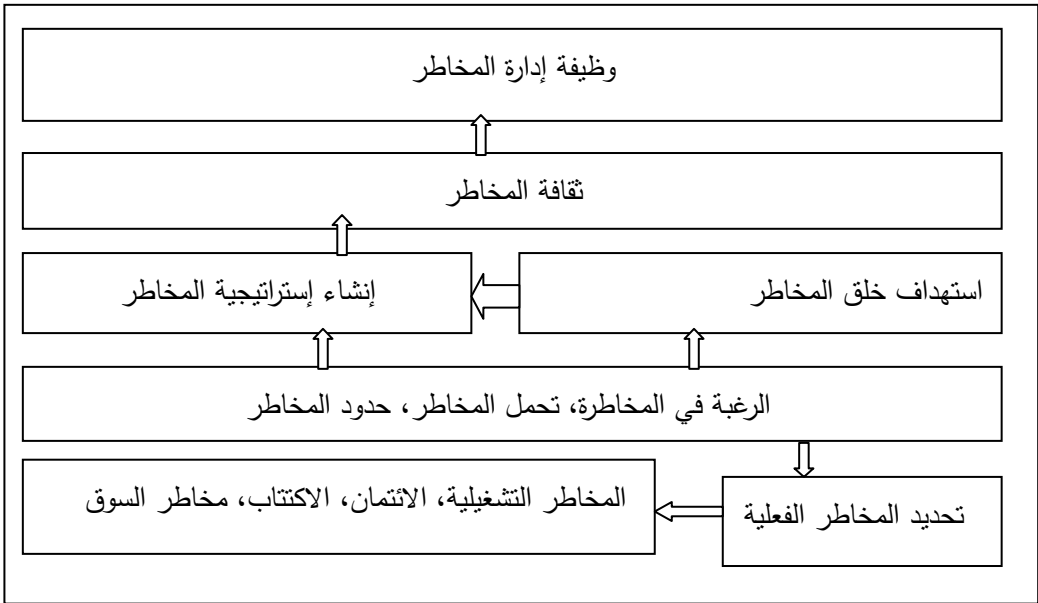 وظيفة إدارة المخاطر
ثقافة المخاطر
استهداف خلق المخاطر
إنشاء إستراتيجية المخاطر
الرغبة في المخاطرة، تحمل المخاطر، حدود المخاطر
تحديد المخاطر الفعلية
المخاطر التشغيلية، الائتمان، الاكتتاب، مخاطر السوق